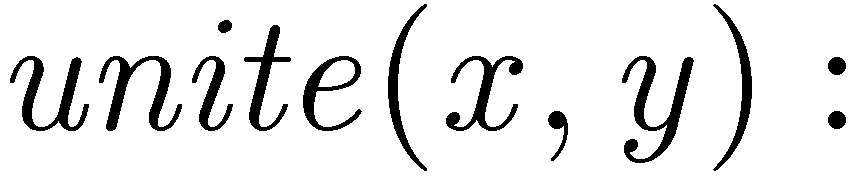 unite(x, y) :